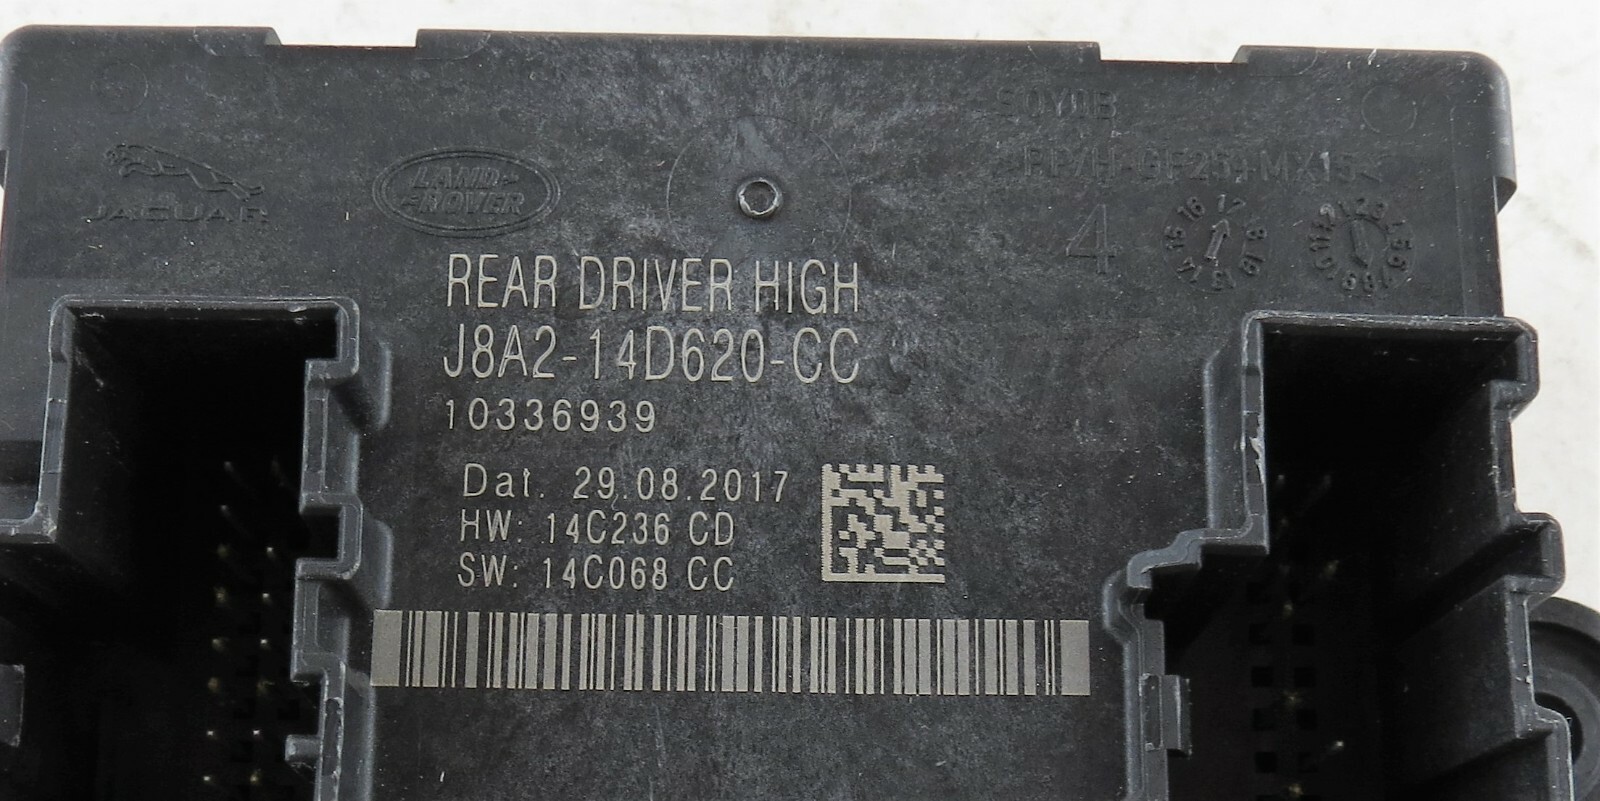 JAGUAR
LAND-
-ROVER
4
REAR DRIVER HIGH
J8A2-14D620-CC
10336939
Dat. 29.08.2017
HW: 14C236 CD
SW: 14C068 CC